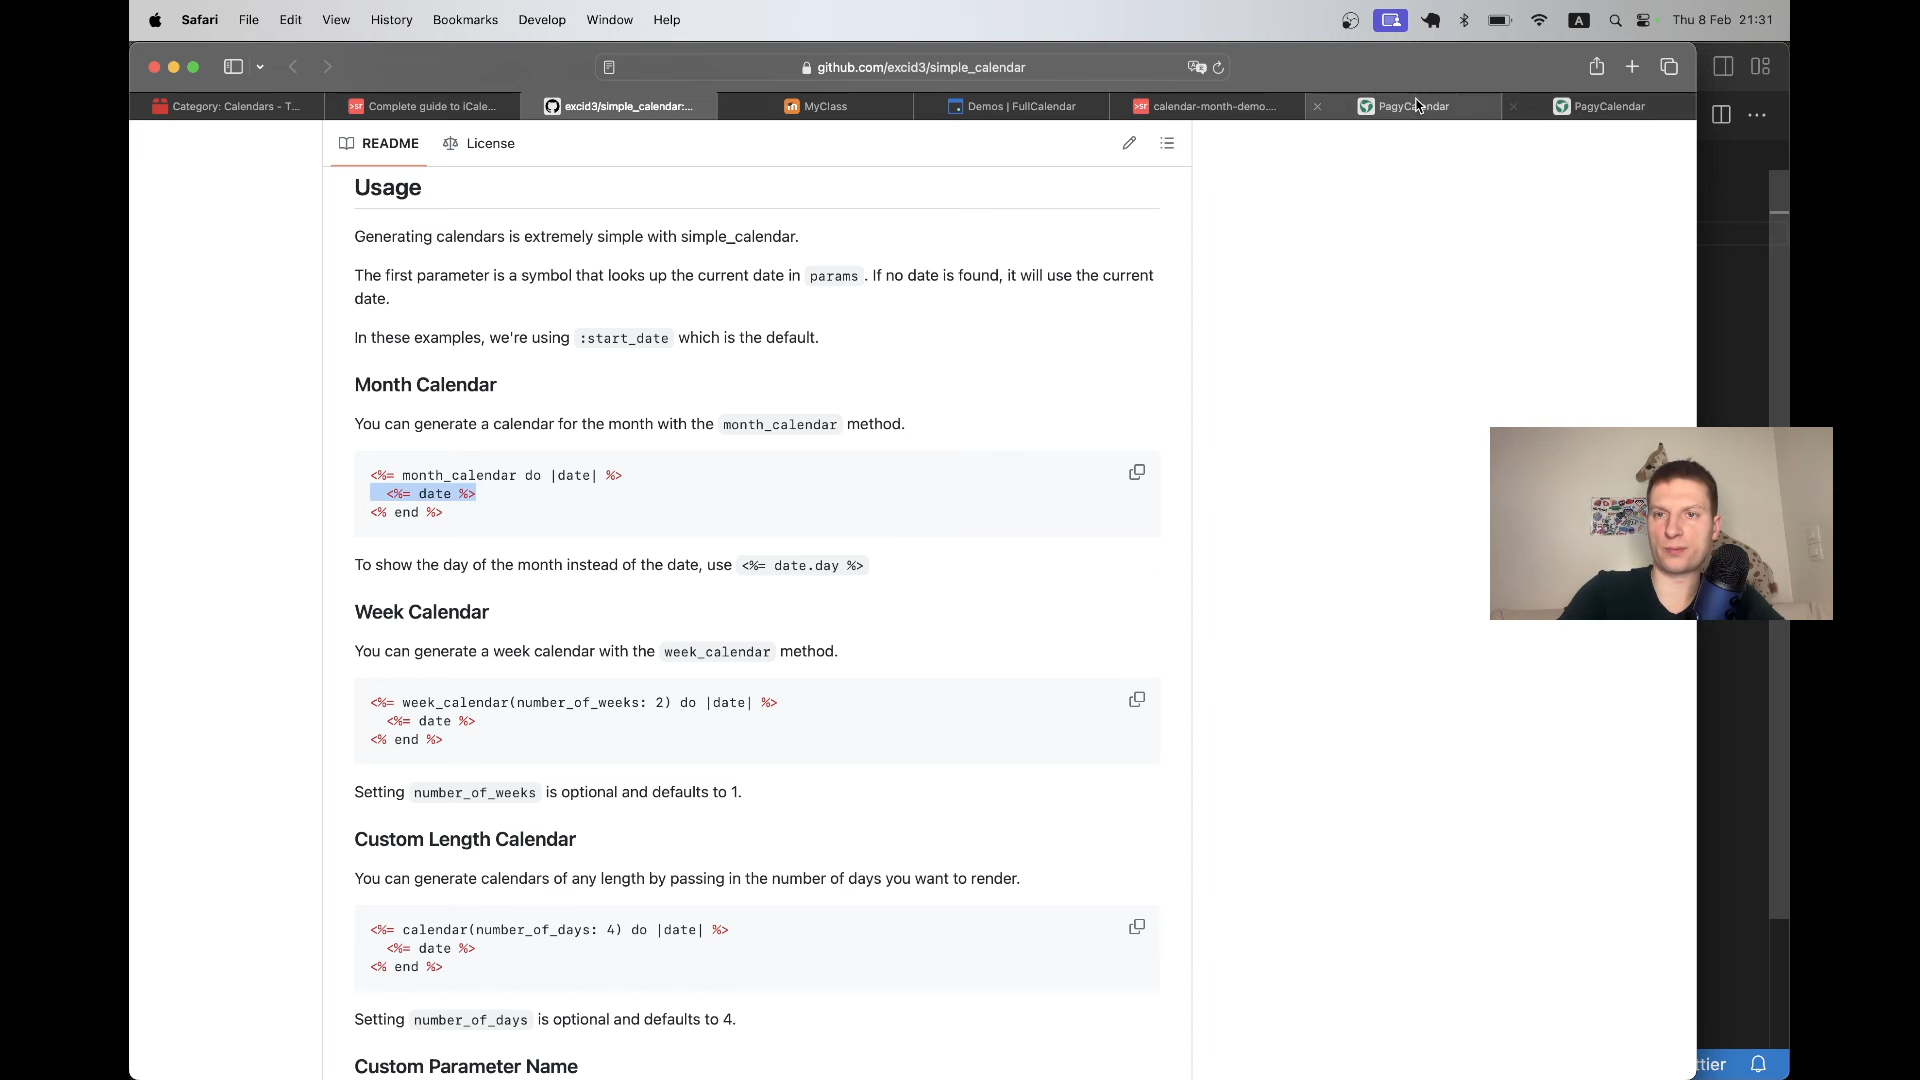 Safari File Edit View History Bookmarks Develop Window Help
A Thu 8 Feb 21:31
github.com/excid3/simple_calendar
Category: Calendars - T...
Complete guide to iCale...
excid3/simple_calendar:...
MyClass
Demos | FullCalendar
calendar-month-demo....
PagyCalendar
PagyCalendar
README License
Usage
Generating calendars is extremely simple with simple_calendar.
The first parameter is a symbol that looks up the current date in params . If no date is found, it will use the current
date.
In these examples, we're using :start_date which is the default.
Month Calendar
You can generate a calendar for the month with the month_calendar method.
<%= month_calendar do |date| %>
<%= date %>
<% end %>
To show the day of the month instead of the date, use <%= date.day %>
Week Calendar
You can generate a week calendar with the week_calendar method.
<%= week_calendar(number_of_weeks: 2) do |date| %>
<%= date %>
<% end %>
Setting number_of_weeks is optional and defaults to 1.
Custom Length Calendar
You can generate calendars of any length by passing in the number of days you want to render.
<%= calendar(number_of_days: 4) do |date| %>
<%= date %>
<% end %>
Setting number_of_days is optional and defaults to 4.
Custom Parameter Name
ttier